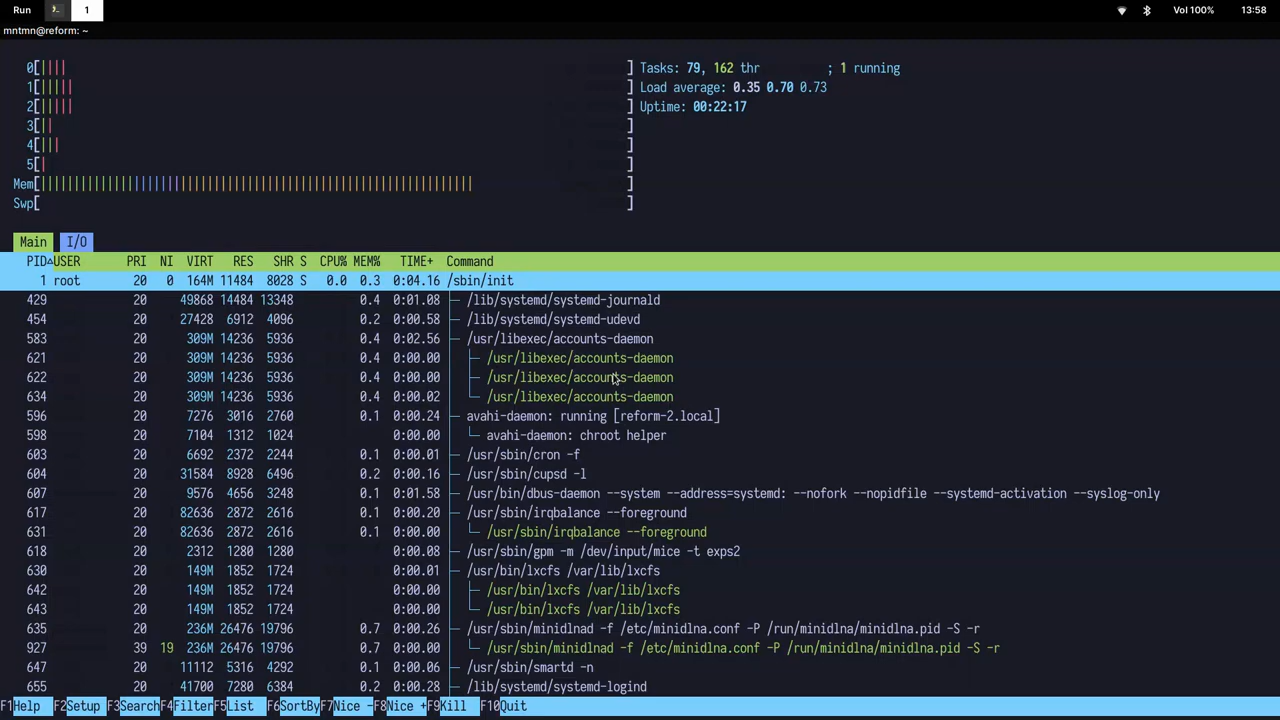 Run 1 Vol 100% 13:58
mntmn@reform: ~
0[|||| ] Tasks: 79, 162 thr ; 1 running
1[||||| ] Load average: 0.35 0.70 0.73
2[||||| ] Uptime: 00:22:17
3[|| ]
4[||| ]
5[| ]
Mem[ ]
Swp[ ]
Main I/O
PID△USER PRI NI VIRT RES SHR S CPU% MEM% TIME+ Command
1 root 20 0 164M 11484 8028 S 0.0 0.3 0:04.16 /sbin/init
429 20 49868 14484 13348 0.4 0:01.08 ├─ /lib/systemd/systemd-journald
454 20 27428 6912 4096 0.2 0:00.58 ├─ /lib/systemd/systemd-udevd
583 20 309M 14236 5936 0.4 0:02.56 ├─ /usr/libexec/accounts-daemon
621 20 309M 14236 5936 0.4 0:00.00 │ ├─ /usr/libexec/accounts-daemon
622 20 309M 14236 5936 0.4 0:00.00 │ ├─ /usr/libexec/accounts-daemon
634 20 309M 14236 5936 0.4 0:00.02 │ └─ /usr/libexec/accounts-daemon
596 20 7276 3016 2760 0.1 0:00.24 ├─ avahi-daemon: running [reform-2.local]
598 20 7104 1312 1024 0:00.00 │ └─ avahi-daemon: chroot helper
603 20 6692 2372 2244 0.1 0:00.01 ├─ /usr/sbin/cron -f
604 20 31584 8928 6496 0.2 0:00.16 ├─ /usr/sbin/cupsd -l
607 20 9576 4656 3248 0.1 0:01.58 ├─ /usr/bin/dbus-daemon --system --address=systemd: --nofork --nopidfile --systemd-activation --syslog-only
617 20 82636 2872 2616 0.1 0:00.20 ├─ /usr/sbin/irqbalance --foreground
631 20 82636 2872 2616 0.1 0:00.00 │ └─ /usr/sbin/irqbalance --foreground
618 20 2312 1280 1280 0:00.08 ├─ /usr/sbin/gpm -m /dev/input/mice -t exps2
630 20 149M 1852 1724 0:00.01 ├─ /usr/bin/lxcfs /var/lib/lxcfs
642 20 149M 1852 1724 0:00.00 │ ├─ /usr/bin/lxcfs /var/lib/lxcfs
643 20 149M 1852 1724 0:00.00 │ └─ /usr/bin/lxcfs /var/lib/lxcfs
635 20 236M 26476 19796 0.7 0:00.26 ├─ /usr/sbin/minidlnad -f /etc/minidlna.conf -P /run/minidlna/minidlna.pid -S -r
927 39 19 236M 26476 19796 0.7 0:00.00 │ └─ /usr/sbin/minidlnad -f /etc/minidlna.conf -P /run/minidlna/minidlna.pid -S -r
647 20 11112 5316 4292 0.1 0:00.06 ├─ /usr/sbin/smartd -n
655 20 41700 7280 6384 0.2 0:00.28 ├─ /lib/systemd/systemd-logind
F1Help F2Setup F3Search F4Filter F5List F6SortBy F7Nice - F8Nice + F9Kill F10Quit